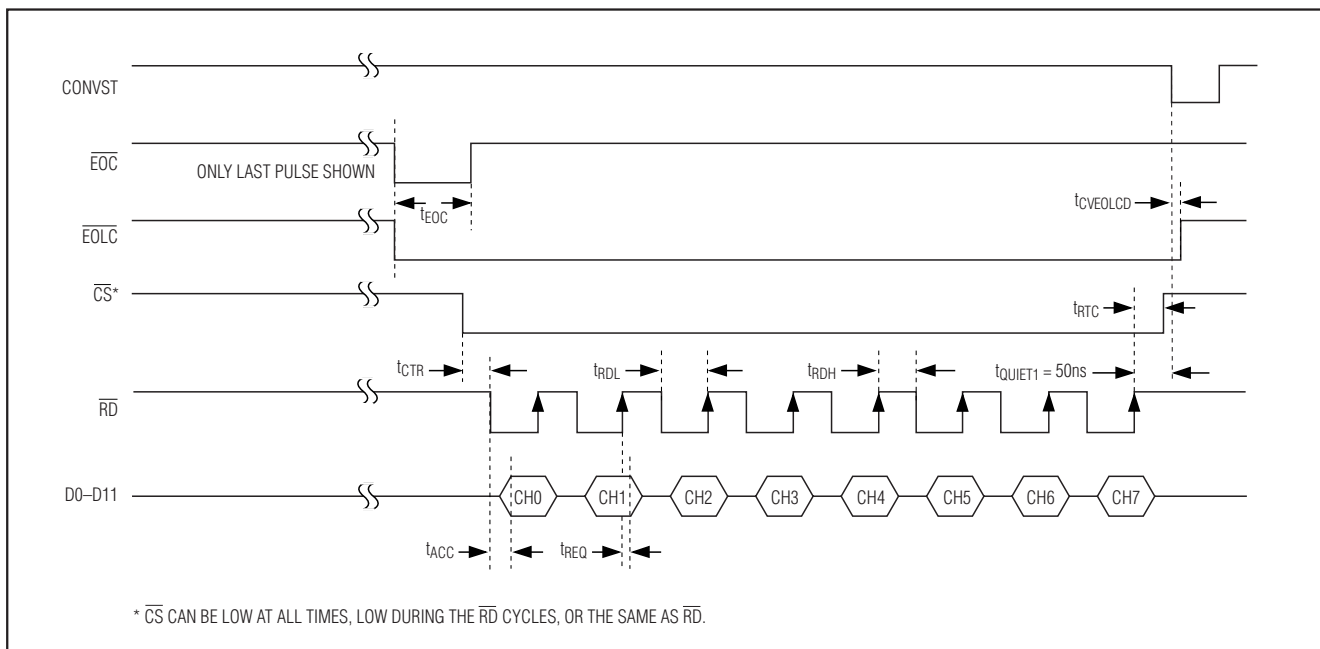 CONVST
EOC
ONLY LAST PULSE SHOWN
tEOC
tCVEOLCD
EOLC
CS*
tRTC
tCTR
tRDL
tRDH
tQUIET1 = 50ns
RD
D0–D11
CH0
CH1
CH2
CH3
CH4
CH5
CH6
CH7
tACC
tREQ
* CS CAN BE LOW AT ALL TIMES, LOW DURING THE RD CYCLES, OR THE SAME AS RD.